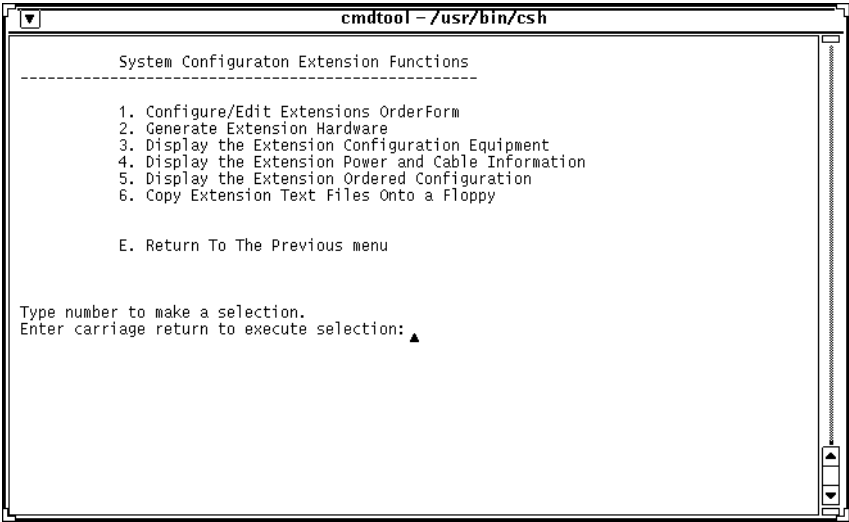 cmdtool - /usr/bin/csh
System Configuraton Extension Functions
---------------------------------------------------
1. Configure/Edit Extensions OrderForm
2. Generate Extension Hardware
3. Display the Extension Configuration Equipment
4. Display the Extension Power and Cable Information
5. Display the Extension Ordered Configuration
6. Copy Extension Text Files Onto a Floppy
E. Return To The Previous menu
Type number to make a selection.
Enter carriage return to execute selection: